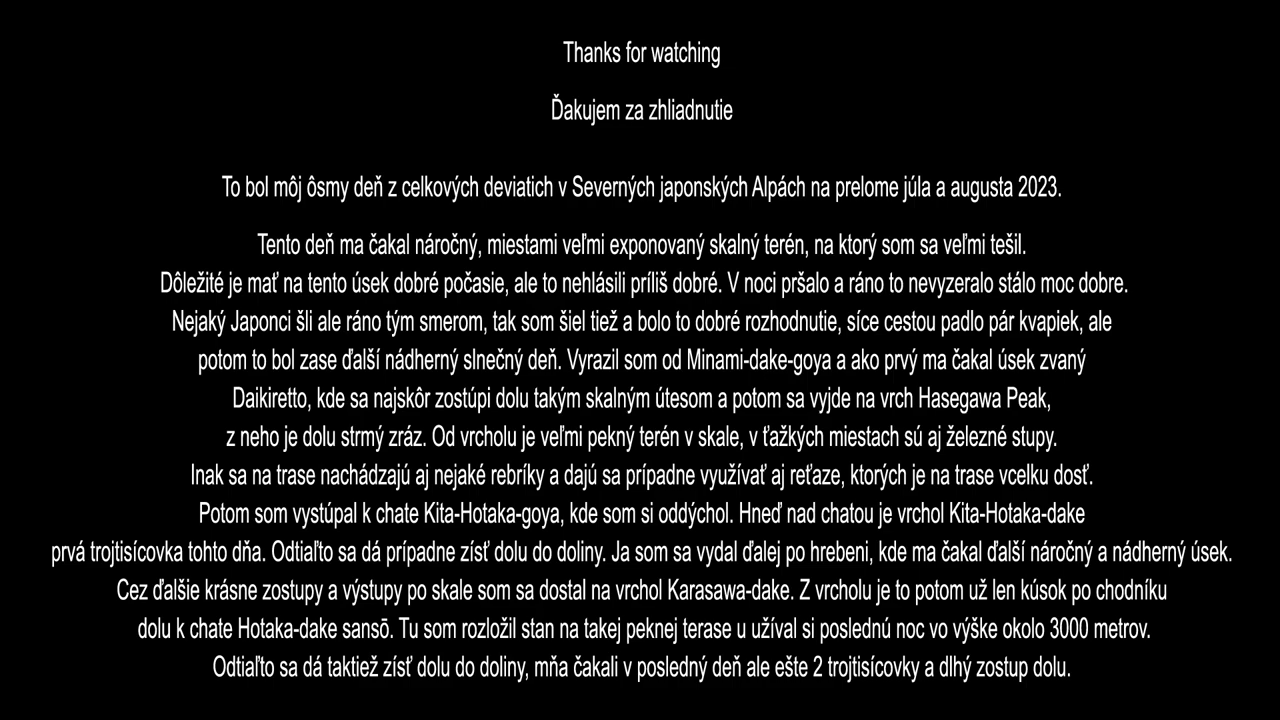 Thanks for watching
Ďakujem za zhliadnutie
To bol môj ôsmy deň z celkových deviatich v Severných japonských Alpách na prelome júla a augusta 2023.
Tento deň ma čakal náročný, miestami veľmi exponovaný skalný terén, na ktorý som sa veľmi tešil.
Dôležité je mať na tento úsek dobré počasie, ale to nehlásili príliš dobré. V noci pršalo a ráno to nevyzeralo stálo moc dobre.
Nejaký Japonci šli ale ráno tým smerom, tak som šiel tiež a bolo to dobré rozhodnutie, síce cestou padlo pár kvapiek, ale
potom to bol zase ďalší nádherný slnečný deň. Vyrazil som od Minami-dake-goya a ako prvý ma čakal úsek zvaný
Daikiretto, kde sa najskôr zostúpi dolu takým skalným útesom a potom sa vyjde na vrch Hasegawa Peak,
z neho je dolu strmý zráz. Od vrcholu je veľmi pekný terén v skale, v ťažkých miestach sú aj železné stupy.
Inak sa na trase nachádzajú aj nejaké rebríky a dajú sa prípadne využívať aj reťaze, ktorých je na trase vcelku dosť.
Potom som vystúpal k chate Kita-Hotaka-goya, kde som si oddýchol. Hneď nad chatou je vrchol Kita-Hotaka-dake
prvá trojtisícovka tohto dňa. Odtiaľto sa dá prípadne zísť dolu do doliny. Ja som sa vydal ďalej po hrebeni, kde ma čakal ďalší náročný a nádherný úsek.
Cez ďalšie krásne zostupy a výstupy po skale som sa dostal na vrchol Karasawa-dake. Z vrcholu je to potom už len kúsok po chodníku
dolu k chate Hotaka-dake sansō. Tu som rozložil stan na takej peknej terase u užíval si poslednú noc vo výške okolo 3000 metrov.
Odtiaľto sa dá taktiež zísť dolu do doliny, mňa čakali v posledný deň ale ešte 2 trojtisícovky a dlhý zostup dolu.